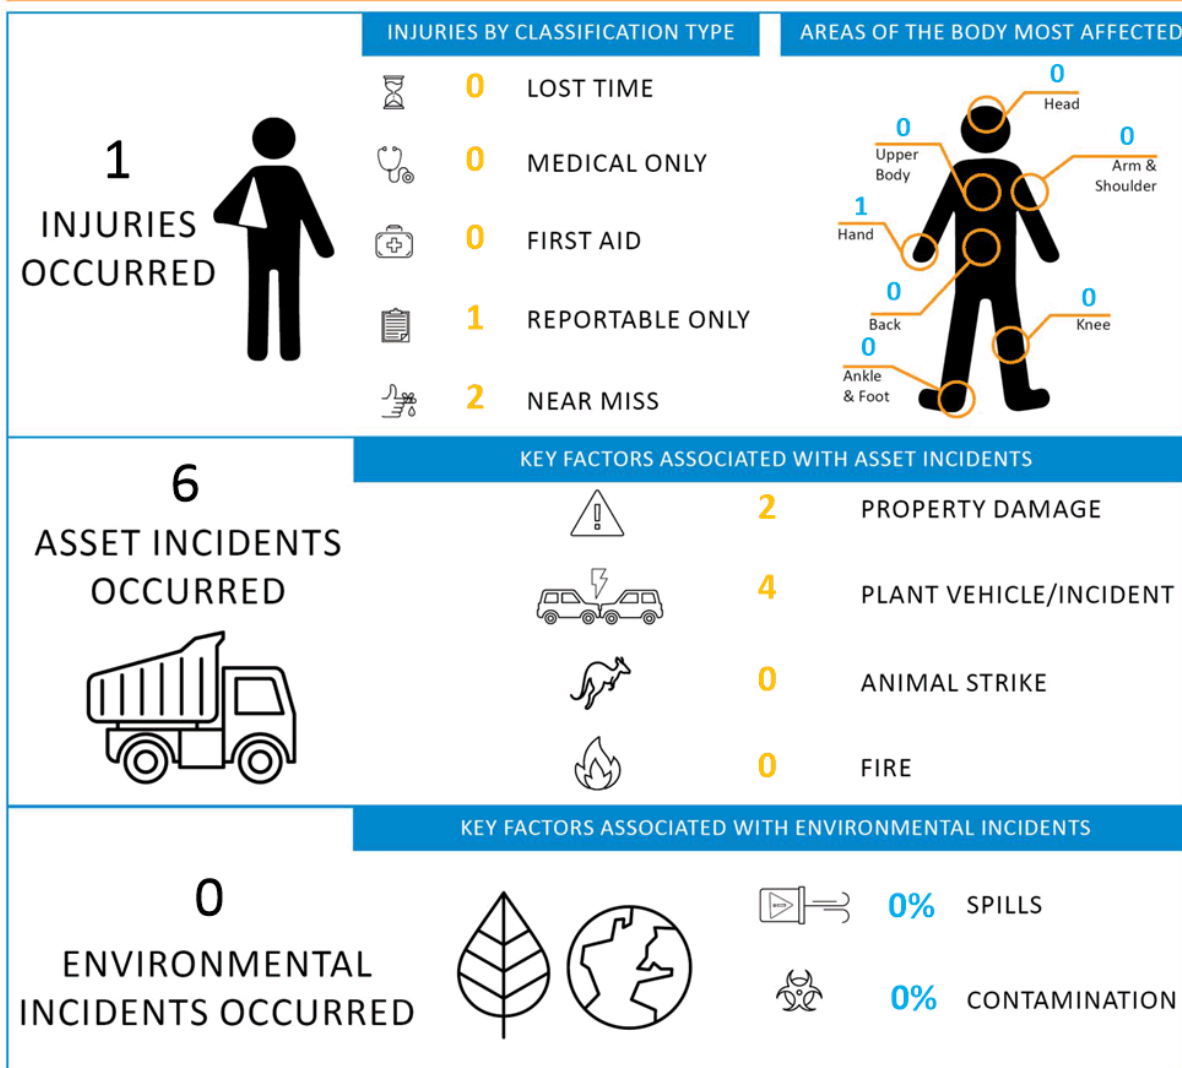 INJURIES BY CLASSIFICATION TYPE
AREAS OF THE BODY MOST AFFECTED
1
INJURIES
OCCURRED
0 LOST TIME
0 MEDICAL ONLY
0 FIRST AID
1 REPORTABLE ONLY
2 NEAR MISS
0
Head
0
Upper
Body
0
Arm &
Shoulder
1
Hand
0
Back
0
Knee
0
Ankle
& Foot
6
ASSET INCIDENTS
OCCURRED
KEY FACTORS ASSOCIATED WITH ASSET INCIDENTS
2 PROPERTY DAMAGE
4 PLANT VEHICLE/INCIDENT
0 ANIMAL STRIKE
0 FIRE
0
ENVIRONMENTAL
INCIDENTS OCCURRED
KEY FACTORS ASSOCIATED WITH ENVIRONMENTAL INCIDENTS
0% SPILLS
0% CONTAMINATION